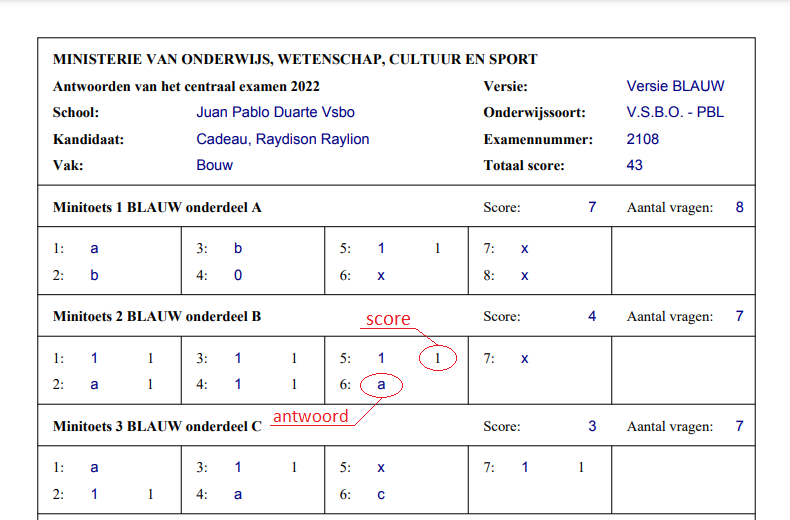 MINISTERIE VAN ONDERWIJS, WETENSCHAP, CULTUUR EN SPORT
Antwoorden van het centraal examen 2022 Versie: Versie BLAUW
School: Juan Pablo Duarte Vsbo Onderwijssoort: V.S.B.O. - PBL
Kandidaat: Cadeau, Raydison Raylion Examennummer: 2108
Vak: Bouw Totaal score: 43
Minitoets 1 BLAUW onderdeel A Score: 7 Aantal vragen: 8
1: a 3: b 5: 1 1 7: x
2: b 4: 0 6: x 8: x
Minitoets 2 BLAUW onderdeel B Score: 4 Aantal vragen: 7
score
1: 1 1 3: 1 1 5: 1 1 7: x
2: a 1 4: 1 1 6: a
antwoord
Minitoets 3 BLAUW onderdeel C Score: 3 Aantal vragen: 7
1: a 3: 1 1 5: x 7: 1 1
2: 1 1 4: a 6: c